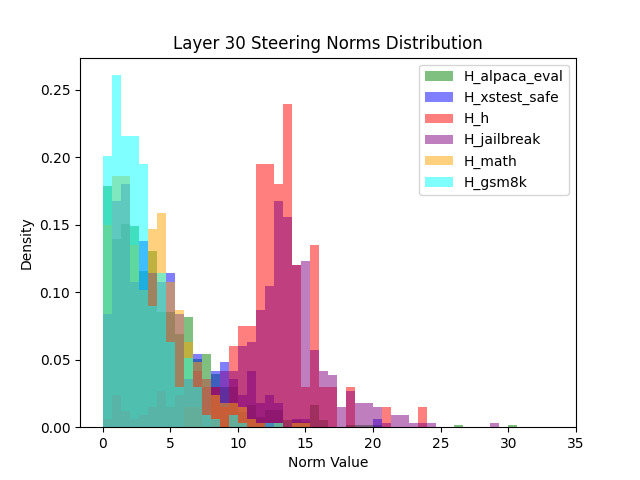 Layer 30 Steering Norms Distribution
H_alpaca_eval
H_xstest_safe
H_h
H_jailbreak
H_math
H_gsm8k
0.25
0.20
0.15
0.10
0.05
0.00
Density
0 5 10 15 20 25 30 35
Norm Value